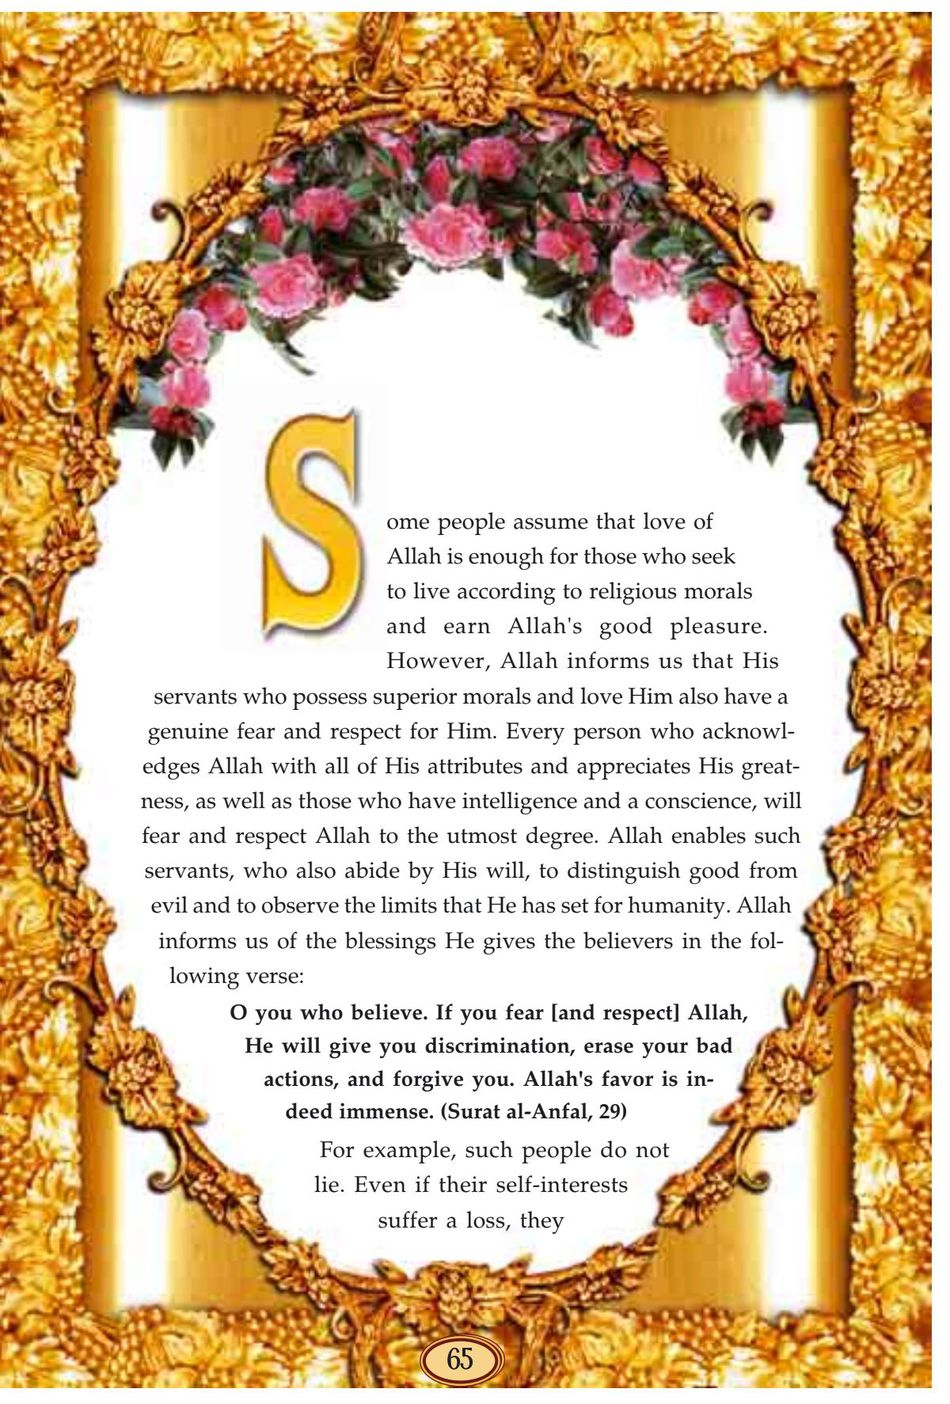 Some people assume that love of
Allah is enough for those who seek
to live according to religious morals
and earn Allah's good pleasure.
However, Allah informs us that His
servants who possess superior morals and love Him also have a
genuine fear and respect for Him. Every person who acknowl-
edges Allah with all of His attributes and appreciates His great-
ness, as well as those who have intelligence and a conscience, will
fear and respect Allah to the utmost degree. Allah enables such
servants, who also abide by His will, to distinguish good from
evil and to observe the limits that He has set for humanity. Allah
informs us of the blessings He gives the believers in the fol-
lowing verse:
O you who believe. If you fear [and respect] Allah,
He will give you discrimination, erase your bad
actions, and forgive you. Allah's favor is in-
deed immense. (Surat al-Anfal, 29)
For example, such people do not
lie. Even if their self-interests
suffer a loss, they
65